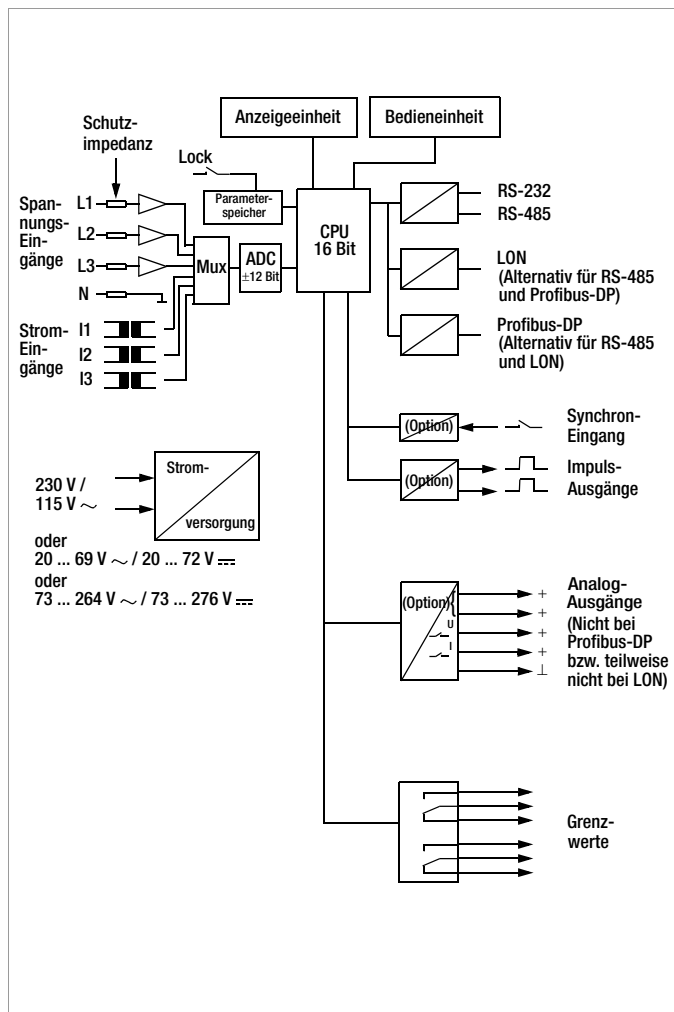 Anzeigeeinheit
Bedieneinheit
Schutz-
impedanz
Lock
Parameter-
speicher
CPU
16 Bit
RS-232
RS-485
Span-
nungs-
Ein-
gänge
L1
L2
L3
N
Mux
ADC
±12 Bit
LON
(Alternativ für RS-485
und Profibus-DP)
Strom-
Ein-
gänge
I1
I2
I3
Profibus-DP
(Alternativ für RS-485
und LON)
(Option)
Synchron-
Eingang
(Option)
Impuls-
Ausgänge
230 V /
115 V ~
Strom-
versorgung
oder
20 ... 69 V ~ / 20 ... 72 V ⎓
oder
73 ... 264 V ~ / 73 ... 276 V ⎓
(Option) {
U
I
+
+
+
+
⊥
Analog-
Ausgänge
(Nicht bei
Profibus-DP
bzw. teilweise
nicht bei LON)
Grenz-
werte